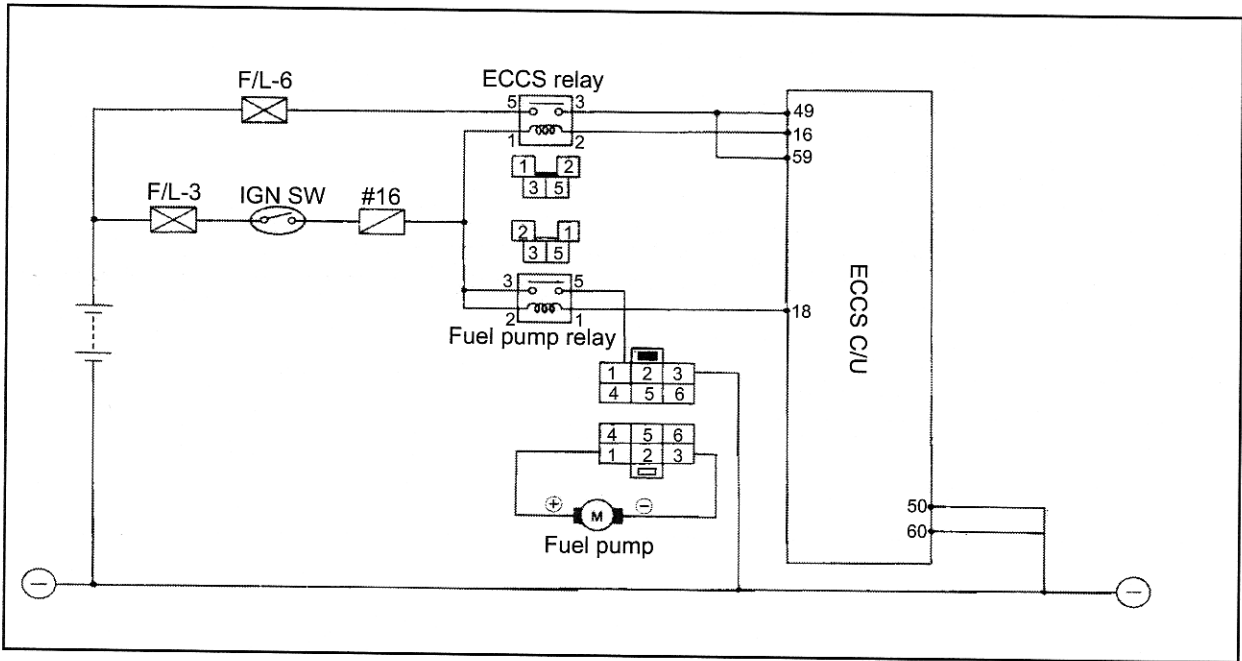 F/L-6
ECCS relay
5 3
1 2
49
16
59
1 2
3 5
F/L-3
IGN SW
#16
2 1
3 5
3 5
2 1
Fuel pump relay
18
ECCS C/U
1 2 3
4 5 6
4 5 6
1 2 3
+
M
−
Fuel pump
50
60
−
−